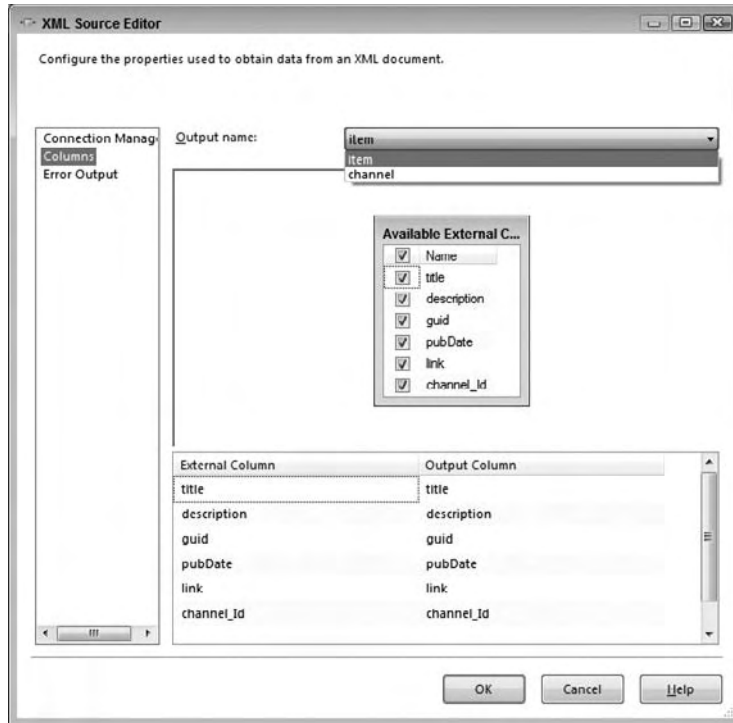 XML Source Editor
Configure the properties used to obtain data from an XML document.
Connection Manag
Columns
Error Output
Output name:
item
item
channel
Available External C...
Name
title
description
guid
pubDate
link
channel_Id
External Column Output Column
title title
description description
guid guid
pubDate pubDate
link link
channel_Id channel_Id
OK Cancel Help